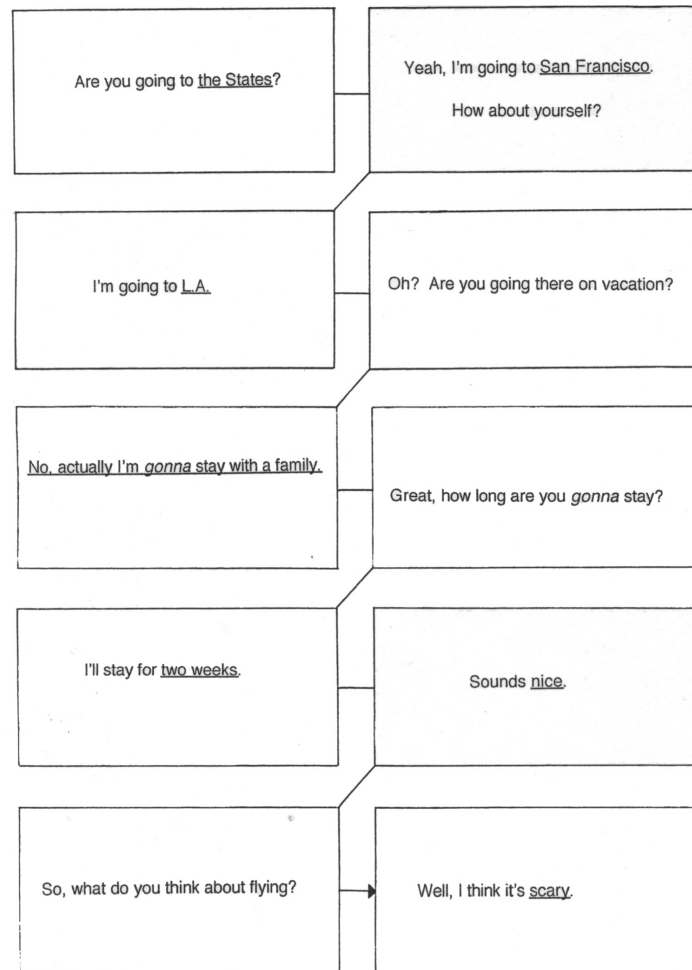 Are you going to the States?
Yeah, I'm going to San Francisco.
How about yourself?
I'm going to L.A.
Oh? Are you going there on vacation?
No, actually I'm gonna stay with a family.
Great, how long are you gonna stay?
I'll stay for two weeks.
Sounds nice.
So, what do you think about flying?
Well, I think it's scary.